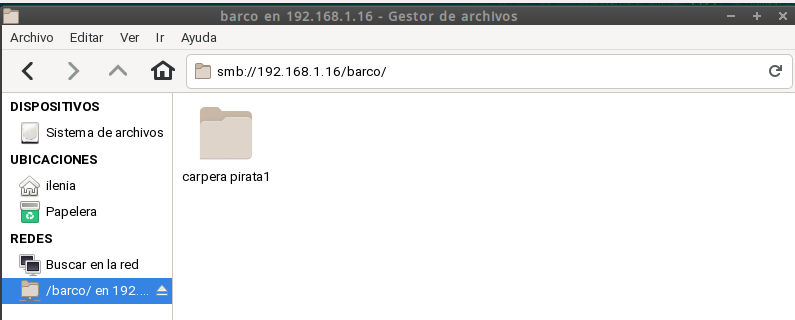 barco en 192.168.1.16 - Gestor de archivos
Archivo Editar Ver Ir Ayuda
smb://192.168.1.16/barco/
DISPOSITIVOS
Sistema de archivos
UBICACIONES
ilenia
Papelera
REDES
Buscar en la red
/barco/ en 192....
carpera pirata1